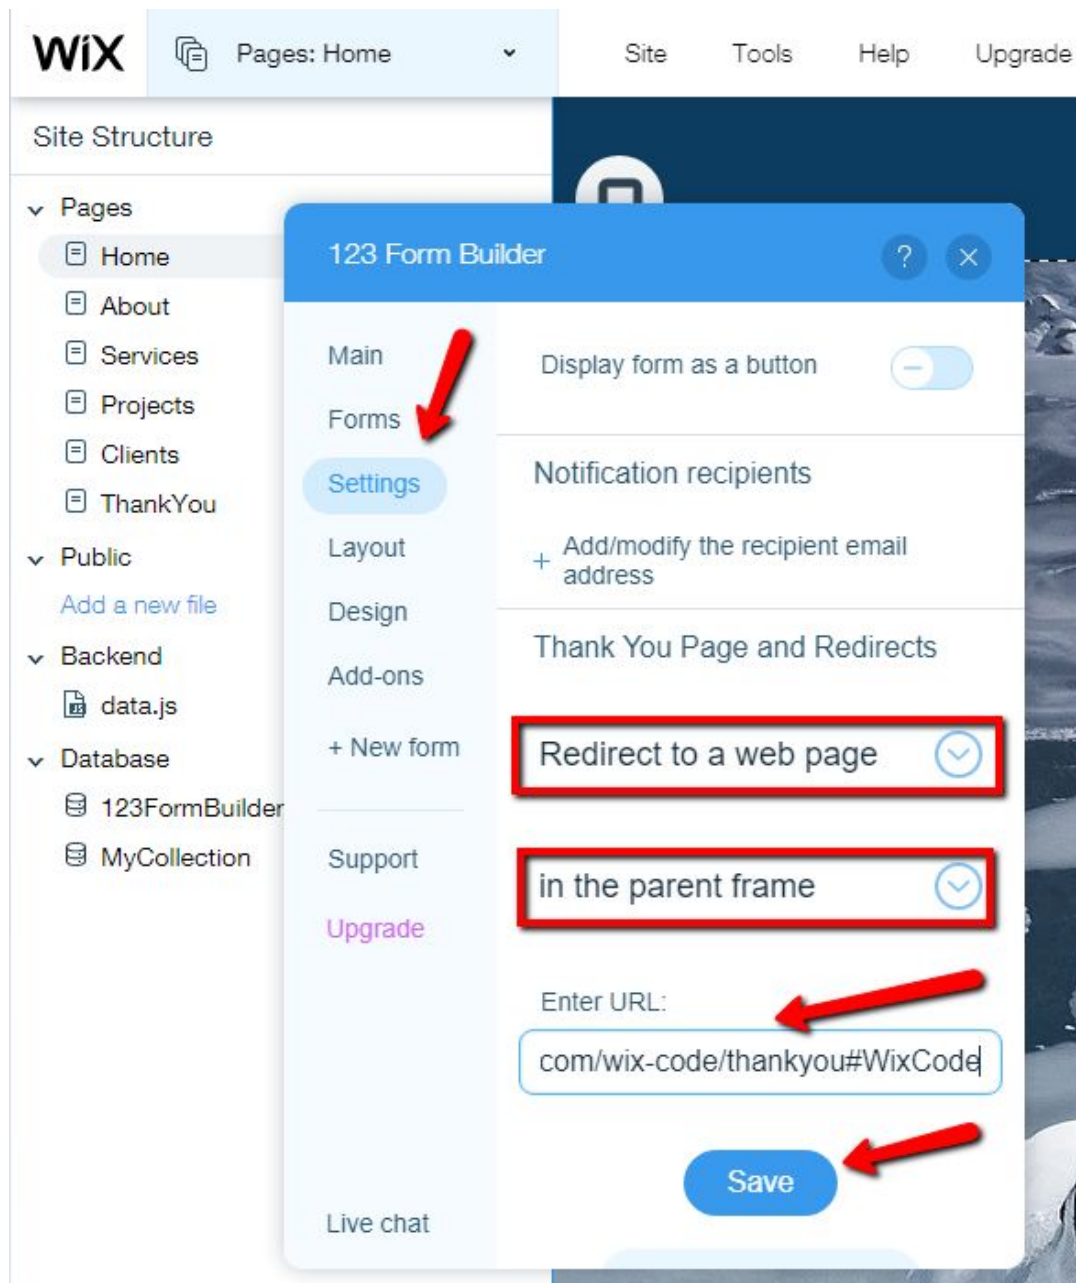 WiX
Pages: Home
Site
Tools
Help
Upgrade
Site Structure
Pages
Home
About
Services
Projects
Clients
ThankYou
Public
Add a new file
Backend
data.js
Database
123FormBuilder
MyCollection
123 Form Builder
?
Main
Forms
Settings
Layout
Design
Add-ons
+ New form
Support
Upgrade
Live chat
Display form as a button
Notification recipients
+ Add/modify the recipient email
address
Thank You Page and Redirects
Redirect to a web page
in the parent frame
Enter URL:
com/wix-code/thankyou#WixCode
Save